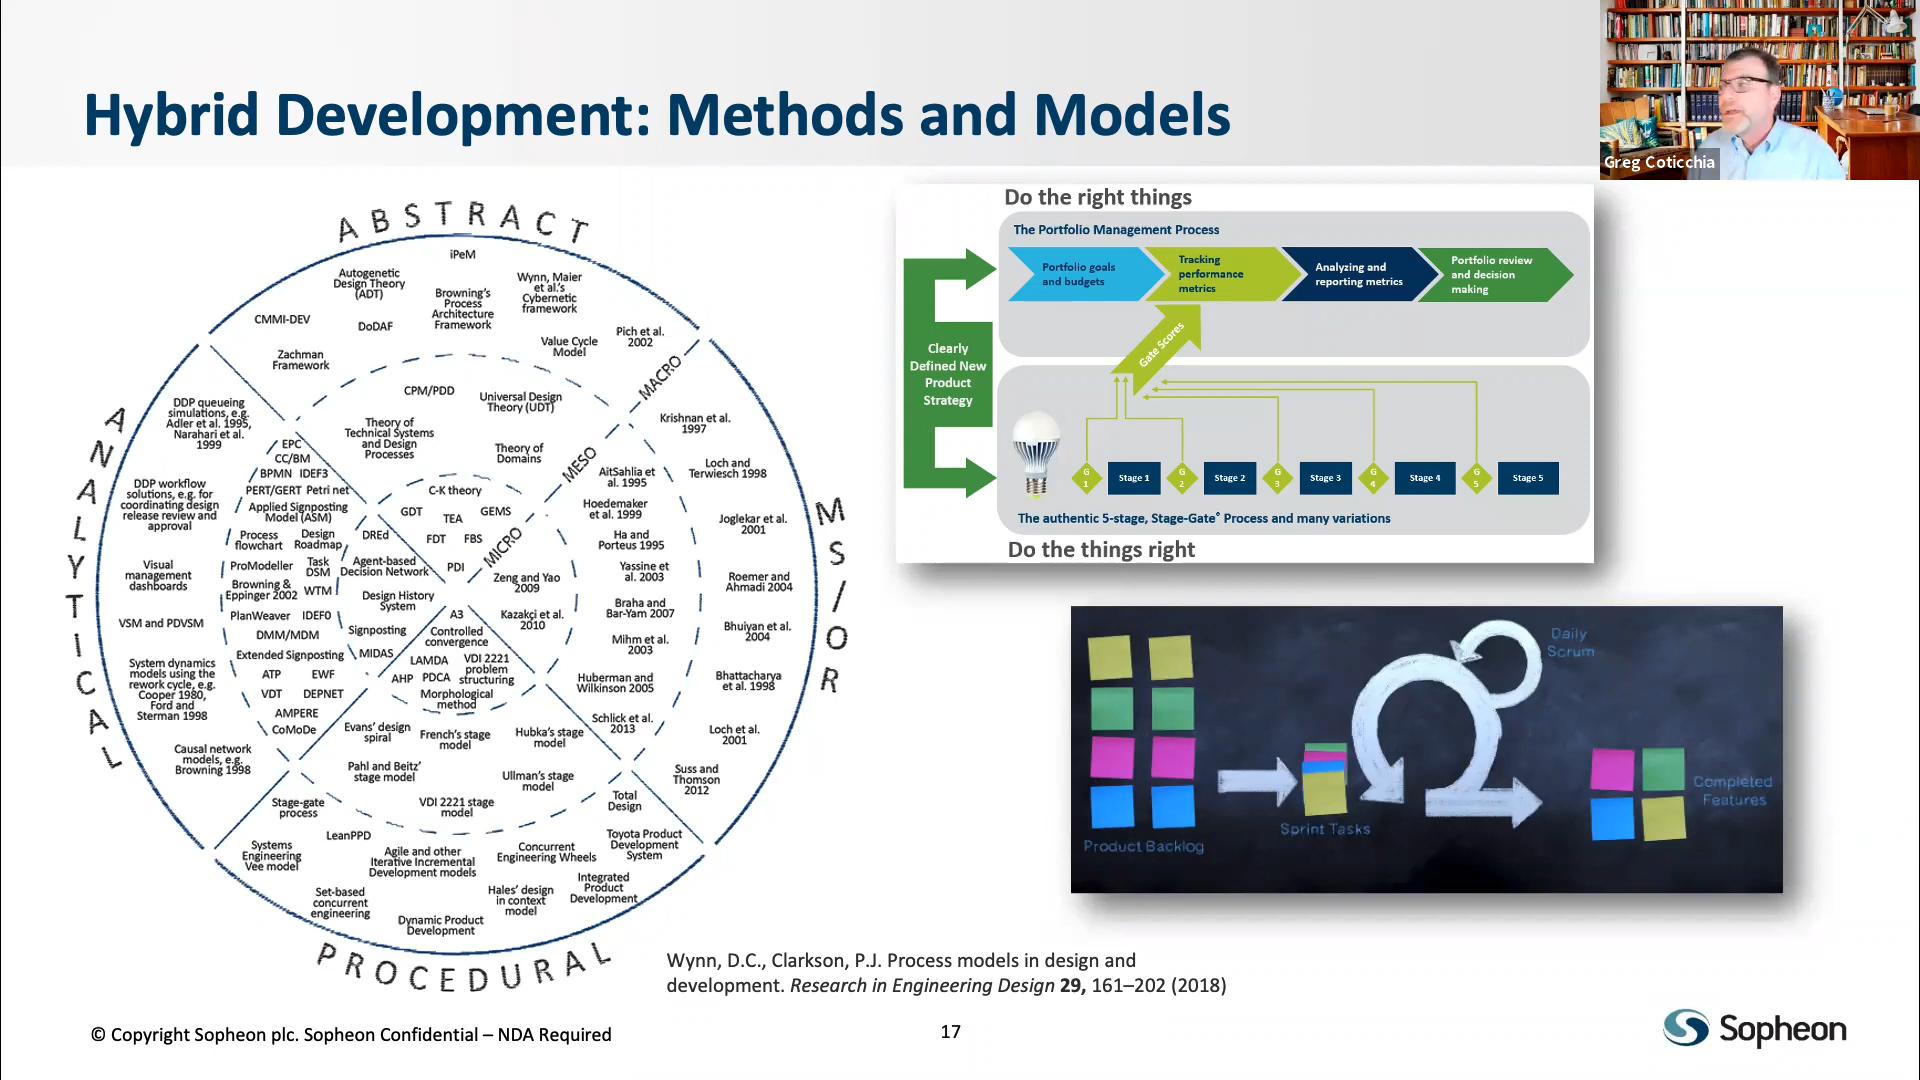 Hybrid Development: Methods and Models
Greg Coticchia
ABSTRACT
iPeM
Autogenetic
Design Theory
(ADT)
Wynn, Maier
et al.'s
Cybernetic
framework
Browning's
Process
Architecture
Framework
CMMI-DEV
DoDAF
Pich et al.
2002
Value Cycle
Model
Zachman
Framework
MACRO
CPM/PDD
Universal Design
Theory (UDT)
Theory of
Technical Systems
and Design
Processes
Theory of
Domains
MESO
C-K theory
GDT
TEA
GEMS
FDT
FBS
MICRO
PDI
ANALYTICAL
DDP queueing
simulations, e.g.
Adler et al. 1995,
Narahari et al.
1999
DDP workflow
solutions, e.g. for
coordinating design
release review and
approval
Visual
management
dashboards
VSM and PDVSM
System dynamics
models using the
rework cycle, e.g.
Cooper 1980,
Ford and
Sterman 1998
Causal network
models, e.g.
Browning 1998
EPC
CC/BM
BPMN IDEF3
PERT/GERT Petri net
Applied Signposting
Model (ASM)
Process
flowchart
Design
Roadmap
ProModeller
Task
DSM
Browning &
Eppinger 2002
WTM
PlanWeaver IDEF0
DMM/MDM
Extended Signposting
ATP EWF
VDT DEPNET
AMPERE
CoMoDe
DREd
Agent-based
Decision Network
Design History
System
Signposting
MIDAS
MS/OR
Krishnan et al.
1997
Loch and
Terwiesch 1998
Joglekar et al.
2001
Roemer and
Ahmadi 2004
Bhuiyan et al.
2004
Bhattacharya
et al. 1998
Loch et al.
2001
Suss and
Thomson
2012
AitSahlia et
al. 1995
Hoedemaker
et al. 1999
Ha and
Porteus 1995
Yassine et
al. 2003
Braha and
Bar-Yam 2007
Mihm et al.
2003
Huberman and
Wilkinson 2005
Schlick et al.
2013
Zeng and Yao
2009
Kazakçi et al.
2010
A3
Controlled
convergence
LAMDA
VDI 2221
problem
structuring
AHP PDCA
Morphological
method
Evans' design
spiral
French's stage
model
Hubka's stage
model
Pahl and Beitz'
stage model
Ullman's stage
model
VDI 2221 stage
model
Total
Design
Stage-gate
process
LeanPPD
Toyota Product
Development
System
Systems
Engineering
Vee model
Agile and other
Iterative Incremental
Development models
Concurrent
Engineering Wheels
Integrated
Product
Development
Set-based
concurrent
engineering
Hales' design
in context
model
Dynamic Product
Development
PROCEDURAL
Do the right things
The Portfolio Management Process
Portfolio goals
and budgets
Tracking
performance
metrics
Analyzing and
reporting metrics
Portfolio review
and decision
making
Gate Scores
Clearly
Defined New
Product
Strategy
G
1
Stage 1
G
2
Stage 2
G
3
Stage 3
G
4
Stage 4
G
5
Stage 5
The authentic 5-stage, Stage-Gate® Process and many variations
Do the things right
Daily
Scrum
Product Backlog
Sprint Tasks
Completed
Features
Wynn, D.C., Clarkson, P.J. Process models in design and
development. Research in Engineering Design 29, 161–202 (2018)
© Copyright Sopheon plc. Sopheon Confidential – NDA Required
17
Sopheon